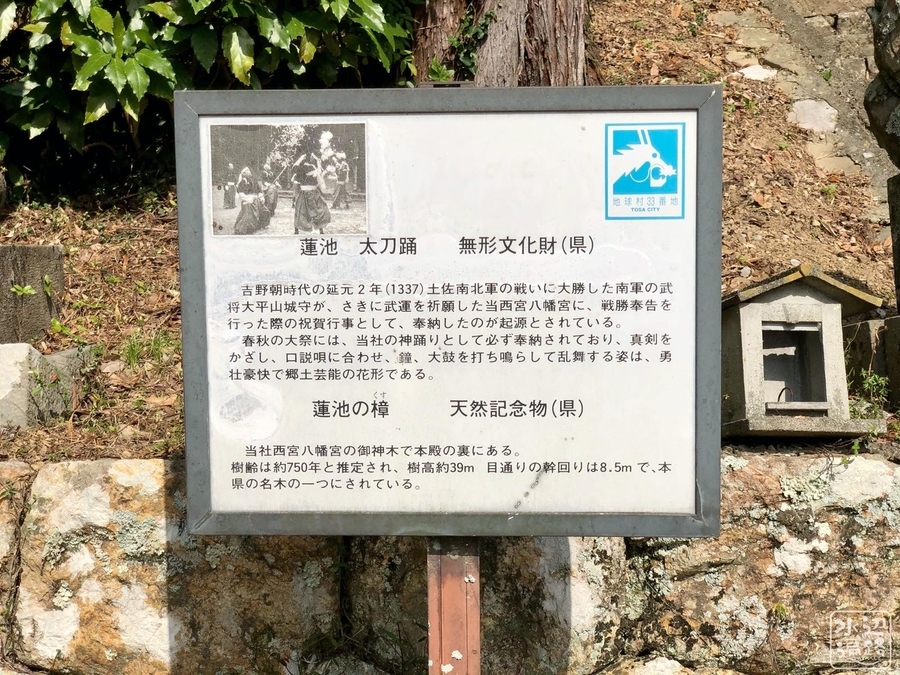 地球村33番地
TOSA CITY
蓮池　太刀踊　　無形文化財(県)
吉野朝時代の延元2年(1337)土佐南北軍の戦いに大勝した南軍の武
将大平山城守が、さきに武運を祈願した当西宮八幡宮に、戦勝奉告を
行った際の祝賀行事として、奉納したのが起源とされている。
春秋の大祭には、当社の神踊りとして必ず奉納されており、真剣を
かざし、口説唄に合わせ、鐘、大鼓を打ち鳴らして乱舞する姿は、勇
壮豪快で郷土芸能の花形である。
くす
蓮池の樟　　天然記念物(県)
当社西宮八幡宮の御神木で本殿の裏にある。
樹齢は約750年と推定され、樹高約39m　目通りの幹回りは8.5mで、本
県の名木の一つにされている。